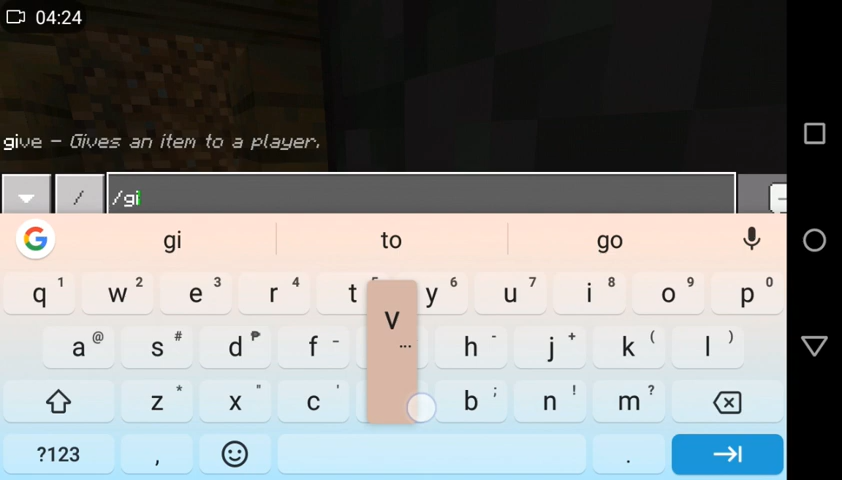 04:24
give – Gives an item to a player.
/ /gi
gi to go
q 1 w 2 e 3 r 4 t 5 y 6 u 7 i 8 o 9 p 0
a @ s # d ₱ f – h - j + k ( l )
V ...
z * x " c ' b ; n ! m ?
?123 , .